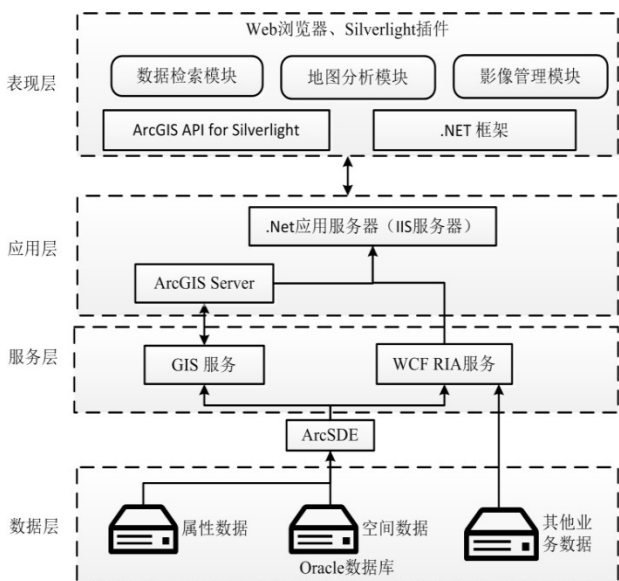 Web浏览器、Silverlight插件
表现层
数据检索模块
地图分析模块
影像管理模块
ArcGIS API for Silverlight
.NET 框架
应用层
.Net应用服务器（IIS服务器）
ArcGIS Server
服务层
GIS 服务
WCF RIA服务
ArcSDE
数据层
属性数据
空间数据
其他业
务数据
Oracle数据库